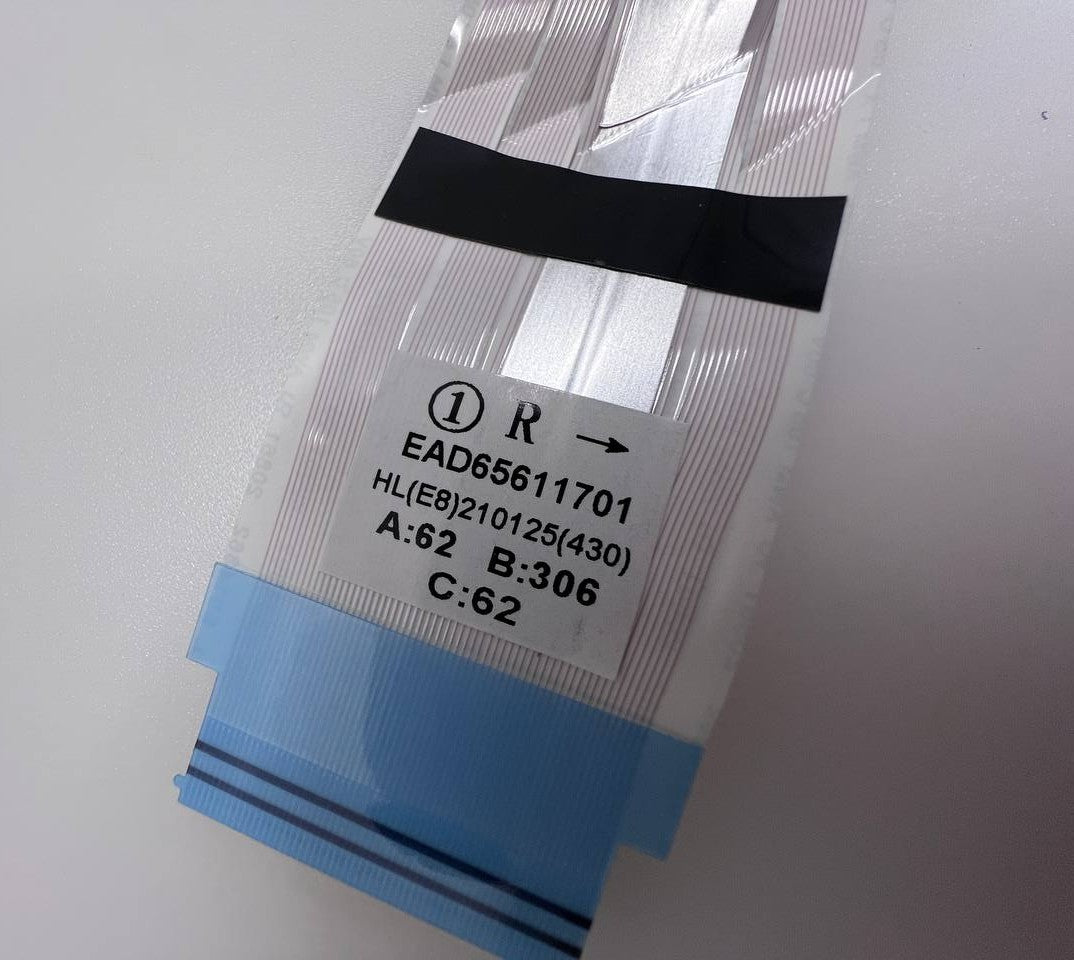 ① R →
EAD65611701
HL(E8)210125(430)
A:62 B:306
C:62